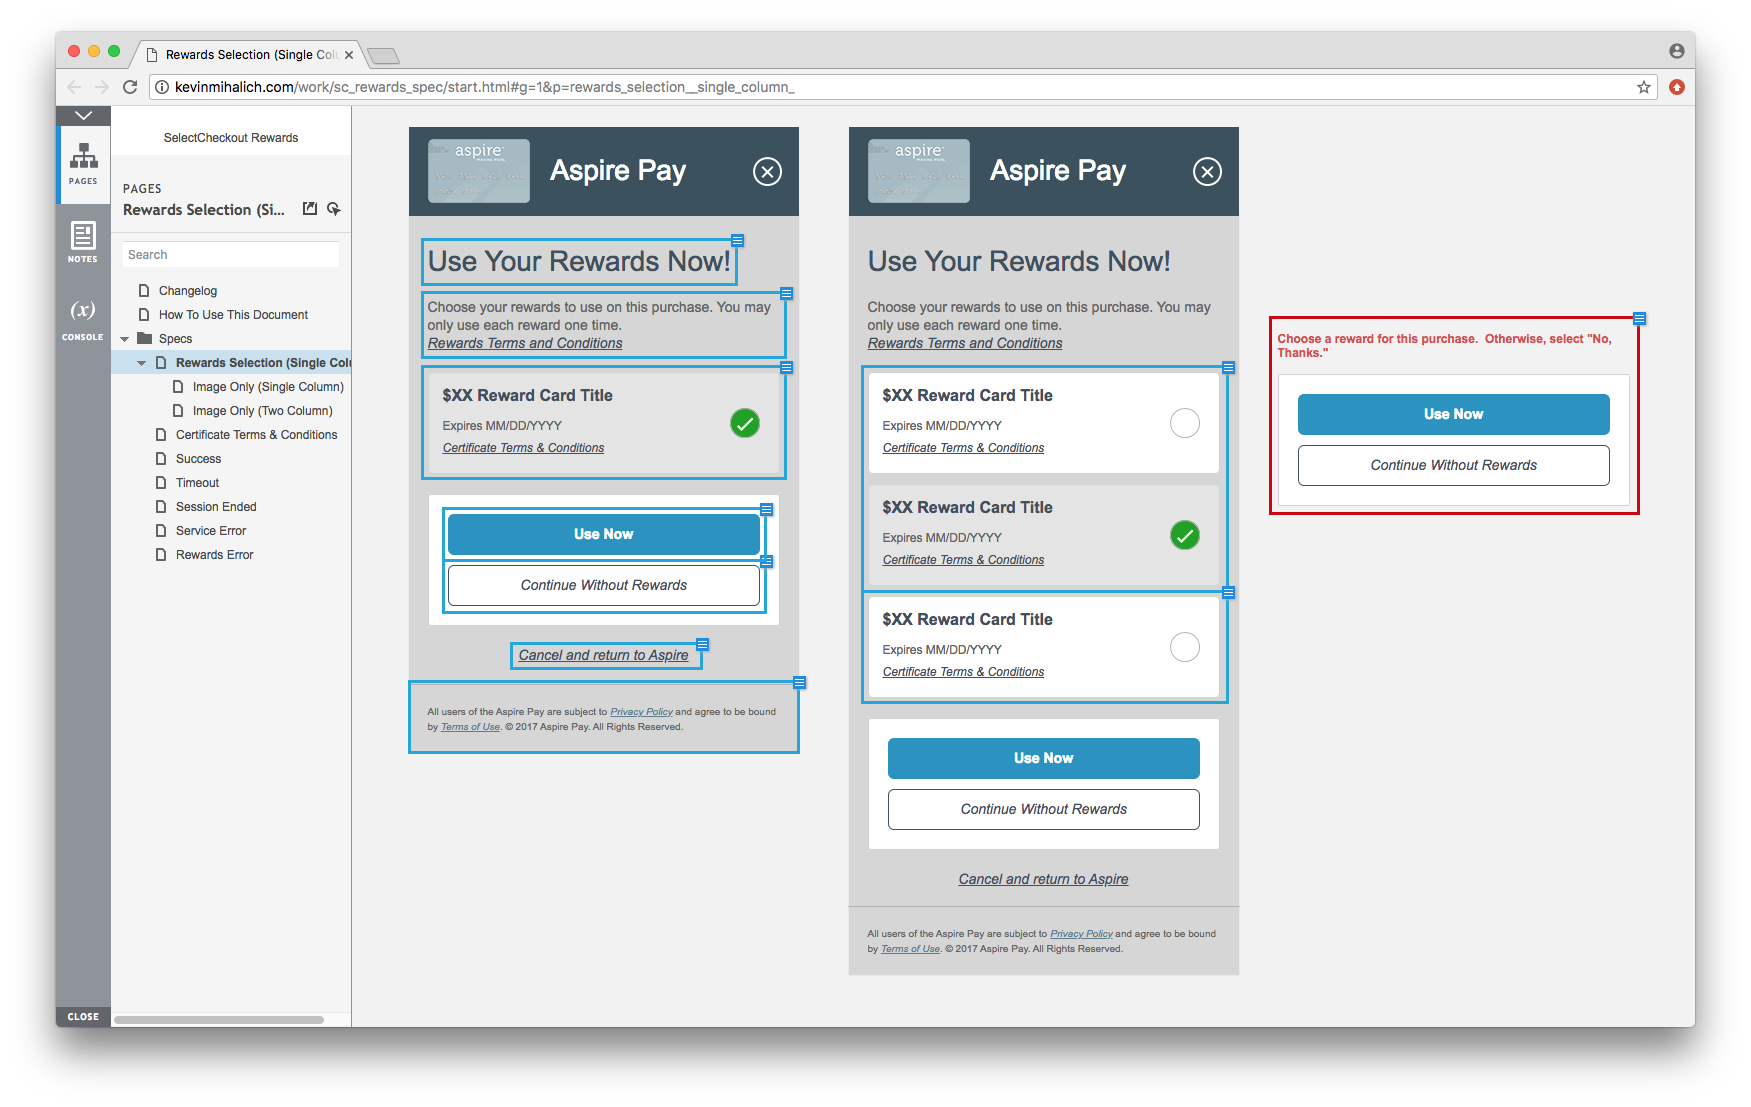 Rewards Selection (Single Colu
kevinmihalich.com/work/sc_rewards_spec/start.html#g=1&p=rewards_selection__single_column_
PAGES
NOTES
(x)
CONSOLE
CLOSE
SelectCheckout Rewards
PAGES
Rewards Selection (Si...
Search
Changelog
How To Use This Document
Specs
Rewards Selection (Single Colu
Image Only (Single Column)
Image Only (Two Column)
Certificate Terms & Conditions
Success
Timeout
Session Ended
Service Error
Rewards Error
aspire
Aspire Pay
Use Your Rewards Now!
Choose your rewards to use on this purchase. You may
only use each reward one time.
Rewards Terms and Conditions
$XX Reward Card Title
Expires MM/DD/YYYY
Certificate Terms & Conditions
Use Now
Continue Without Rewards
Cancel and return to Aspire
All users of the Aspire Pay are subject to Privacy Policy and agree to be bound
by Terms of Use. © 2017 Aspire Pay. All Rights Reserved.
aspire
Aspire Pay
Use Your Rewards Now!
Choose your rewards to use on this purchase. You may
only use each reward one time.
Rewards Terms and Conditions
$XX Reward Card Title
Expires MM/DD/YYYY
Certificate Terms & Conditions
$XX Reward Card Title
Expires MM/DD/YYYY
Certificate Terms & Conditions
$XX Reward Card Title
Expires MM/DD/YYYY
Certificate Terms & Conditions
Use Now
Continue Without Rewards
Cancel and return to Aspire
All users of the Aspire Pay are subject to Privacy Policy and agree to be bound
by Terms of Use. © 2017 Aspire Pay. All Rights Reserved.
Choose a reward for this purchase.  Otherwise, select "No,
Thanks."
Use Now
Continue Without Rewards